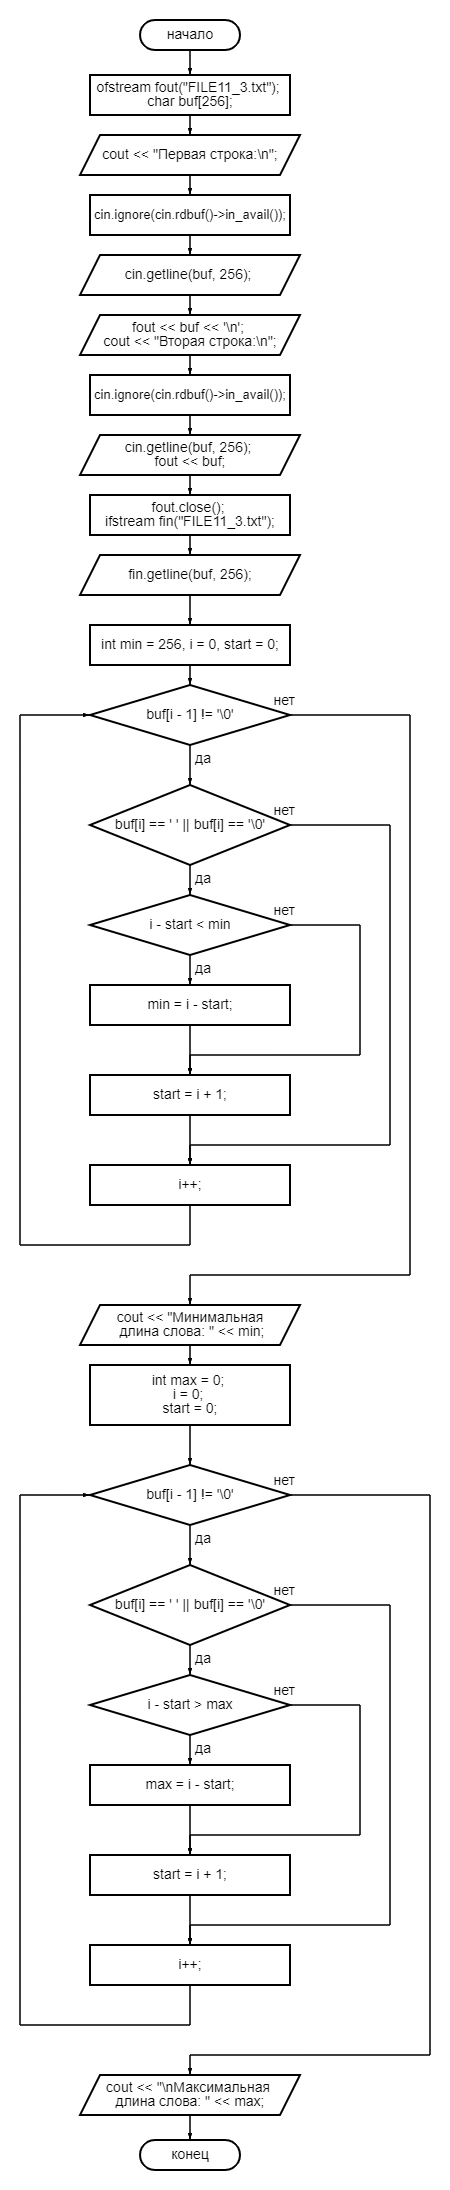 начало
ofstream fout("FILE11_3.txt");
char buf[256];
cout << "Первая строка:\n";
cin.ignore(cin.rdbuf()->in_avail());
cin.getline(buf, 256);
fout << buf << '\n';
cout << "Вторая строка:\n";
cin.ignore(cin.rdbuf()->in_avail());
cin.getline(buf, 256);
fout << buf;
fout.close();
ifstream fin("FILE11_3.txt");
fin.getline(buf, 256);
int min = 256, i = 0, start = 0;
нет
buf[i - 1] != '\0'
да
нет
buf[i] == ' ' || buf[i] == '\0'
да
нет
i - start < min
да
min = i - start;
start = i + 1;
i++;
cout << "Минимальная
длина слова: " << min;
int max = 0;
i = 0;
start = 0;
нет
buf[i - 1] != '\0'
да
нет
buf[i] == ' ' || buf[i] == '\0'
да
нет
i - start > max
да
max = i - start;
start = i + 1;
i++;
cout << "\nМаксимальная
длина слова: " << max;
конец